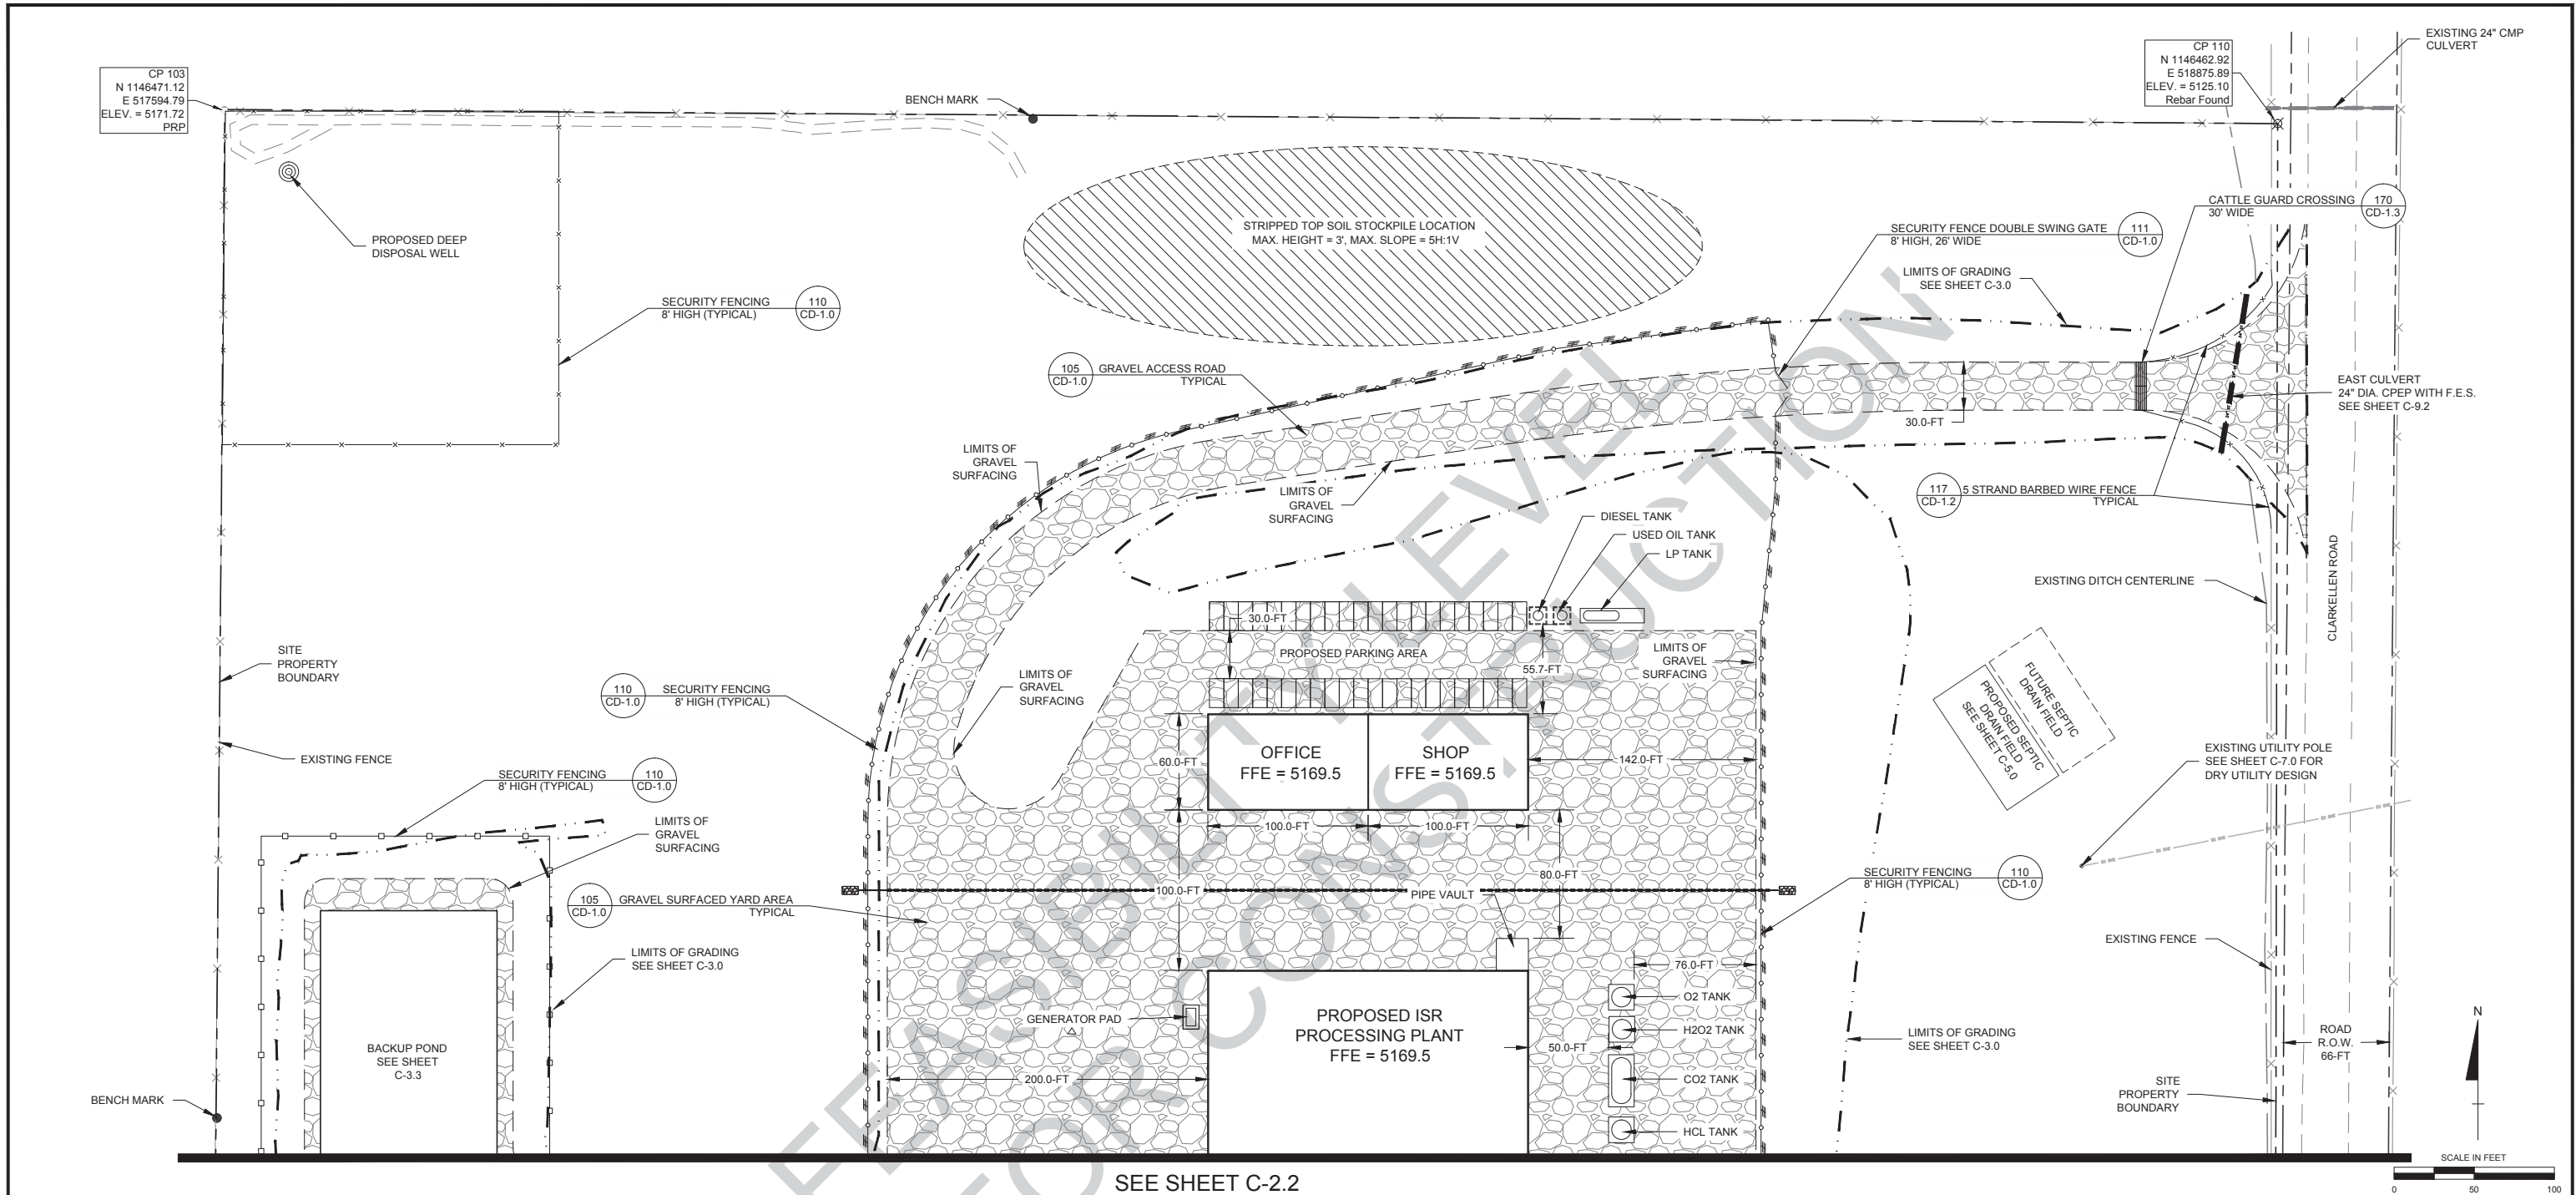 CP 103
N 1146471.12
E 517594.79
ELEV. = 5171.72
PRP
BENCH MARK
CP 110
N 1146462.92
E 518875.89
ELEV. = 5125.10
Rebar Found
EXISTING 24" CMP
CULVERT
PROPOSED DEEP
DISPOSAL WELL
STRIPPED TOP SOIL STOCKPILE LOCATION
MAX. HEIGHT = 3', MAX. SLOPE = 5H:1V
CATTLE GUARD CROSSING
30' WIDE
170
CD-1.3
SECURITY FENCE DOUBLE SWING GATE
8' HIGH, 26' WIDE
111
CD-1.0
LIMITS OF GRADING
SEE SHEET C-3.0
SECURITY FENCING
8' HIGH (TYPICAL)
110
CD-1.0
105
CD-1.0
GRAVEL ACCESS ROAD
TYPICAL
EAST CULVERT
24" DIA. CPEP WITH F.E.S.
SEE SHEET C-9.2
30.0-FT
LIMITS OF
GRAVEL
SURFACING
LIMITS OF
GRAVEL
SURFACING
117
CD-1.2
5 STRAND BARBED WIRE FENCE
TYPICAL
DIESEL TANK
USED OIL TANK
LP TANK
CLARKELLEN ROAD
EXISTING DITCH CENTERLINE
30.0-FT
PROPOSED PARKING AREA
55.7-FT
LIMITS OF
GRAVEL
SURFACING
SITE
PROPERTY
BOUNDARY
LIMITS OF
GRAVEL
SURFACING
110
CD-1.0
SECURITY FENCING
8' HIGH (TYPICAL)
FUTURE SEPTIC
DRAIN FIELD
PROPOSED SEPTIC
DRAIN FIELD
SEE SHEET C-5.0
OFFICE
FFE = 5169.5
SHOP
FFE = 5169.5
60.0-FT
142.0-FT
EXISTING FENCE
EXISTING UTILITY POLE
SEE SHEET C-7.0 FOR
DRY UTILITY DESIGN
SECURITY FENCING
8' HIGH (TYPICAL)
110
CD-1.0
LIMITS OF
GRAVEL
SURFACING
100.0-FT
100.0-FT
80.0-FT
100.0-FT
PIPE VAULT
SECURITY FENCING
8' HIGH (TYPICAL)
110
CD-1.0
105
CD-1.0
GRAVEL SURFACED YARD AREA
TYPICAL
EXISTING FENCE
LIMITS OF GRADING
SEE SHEET C-3.0
76.0-FT
O2 TANK
GENERATOR PAD
PROPOSED ISR
PROCESSING PLANT
FFE = 5169.5
H2O2 TANK
50.0-FT
LIMITS OF GRADING
SEE SHEET C-3.0
ROAD
R.O.W.
66-FT
N
BACKUP POND
SEE SHEET
C-3.3
200.0-FT
CO2 TANK
SITE
PROPERTY
BOUNDARY
BENCH MARK
HCL TANK
SCALE IN FEET
0 50 100
SEE SHEET C-2.2
FEASIBILITY LEVEL
FOR CONSTRUCTION